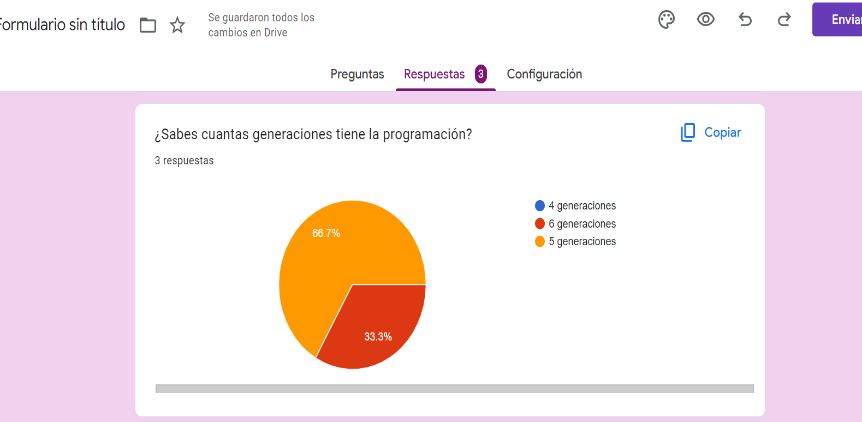 Formulario sin título
Se guardaron todos los
cambios en Drive
Enviar
Preguntas
Respuestas 3
Configuración
¿Sabes cuantas generaciones tiene la programación?
Copiar
3 respuestas
4 generaciones
6 generaciones
5 generaciones
66.7%
33.3%